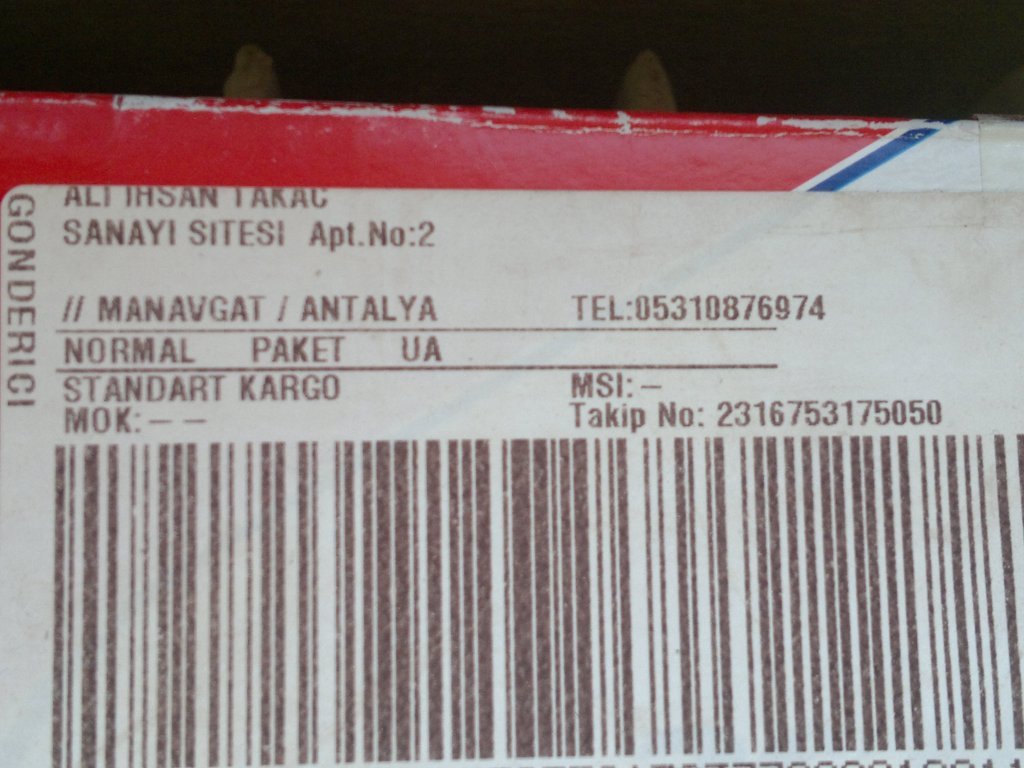 GONDERICI
ALI IHSAN TAKAC
SANAYI SITESI Apt.No:2
// MANAVGAT / ANTALYA TEL:05310876974
NORMAL PAKET UA
STANDART KARGO MSI: –
MOK: – – Takip No: 2316753175050